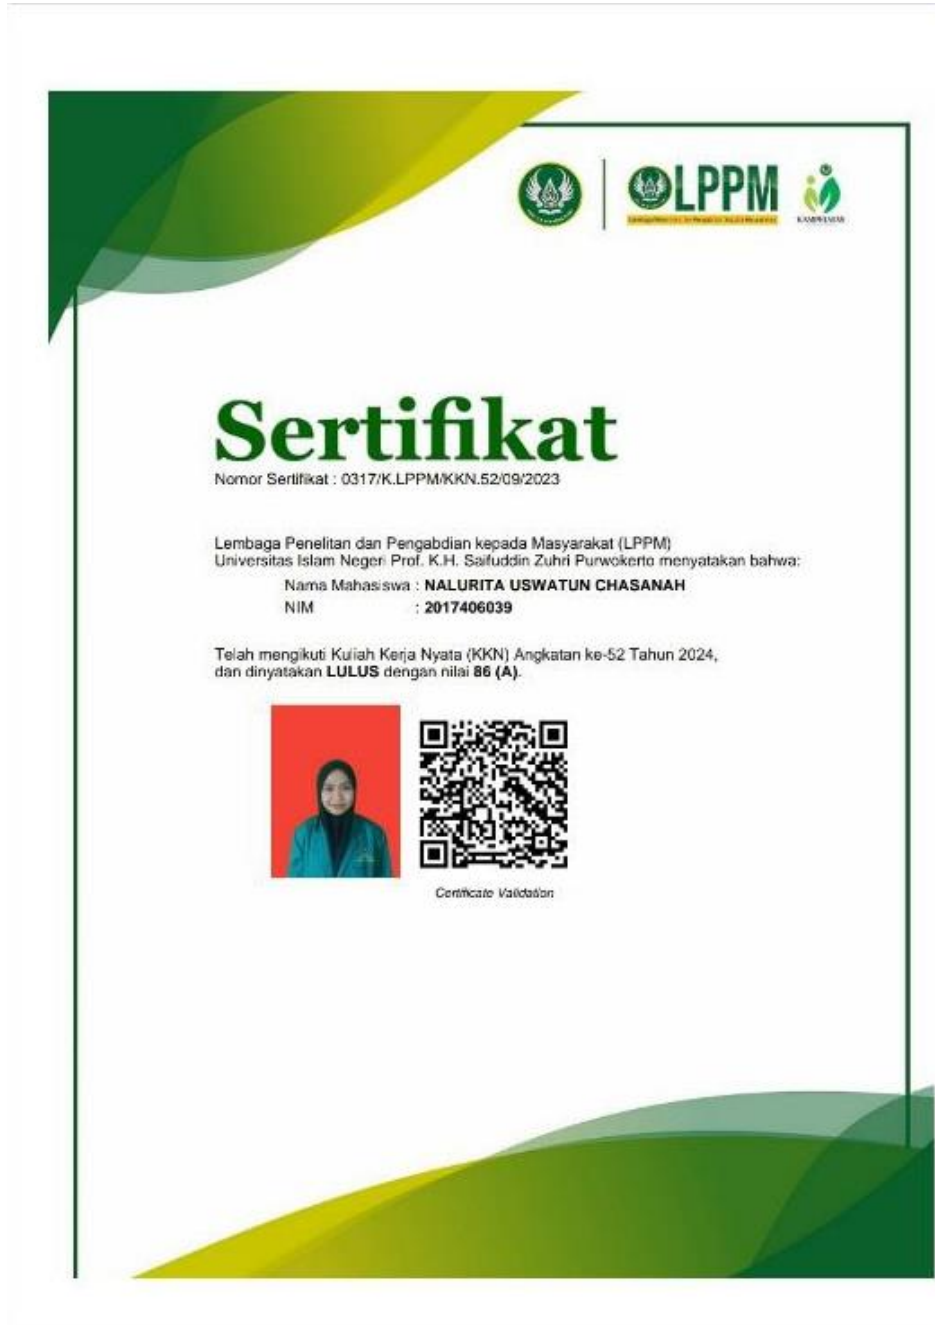 LPPM
KAMPELMAS
Sertifikat
Nomor Sertifikat : 0317/K.LPPM/KKN.52/09/2023
Lembaga Penelitan dan Pengabdian kepada Masyarakat (LPPM)
Universitas Islam Negeri Prof. K.H. Saifuddin Zuhri Purwokerto menyatakan bahwa:
Nama Mahasiswa : NALURITA USWATUN CHASANAH
NIM : 2017406039
Telah mengikuti Kuliah Kerja Nyata (KKN) Angkatan ke-52 Tahun 2024,
dan dinyatakan LULUS dengan nilai 86 (A).
Certificate Validation